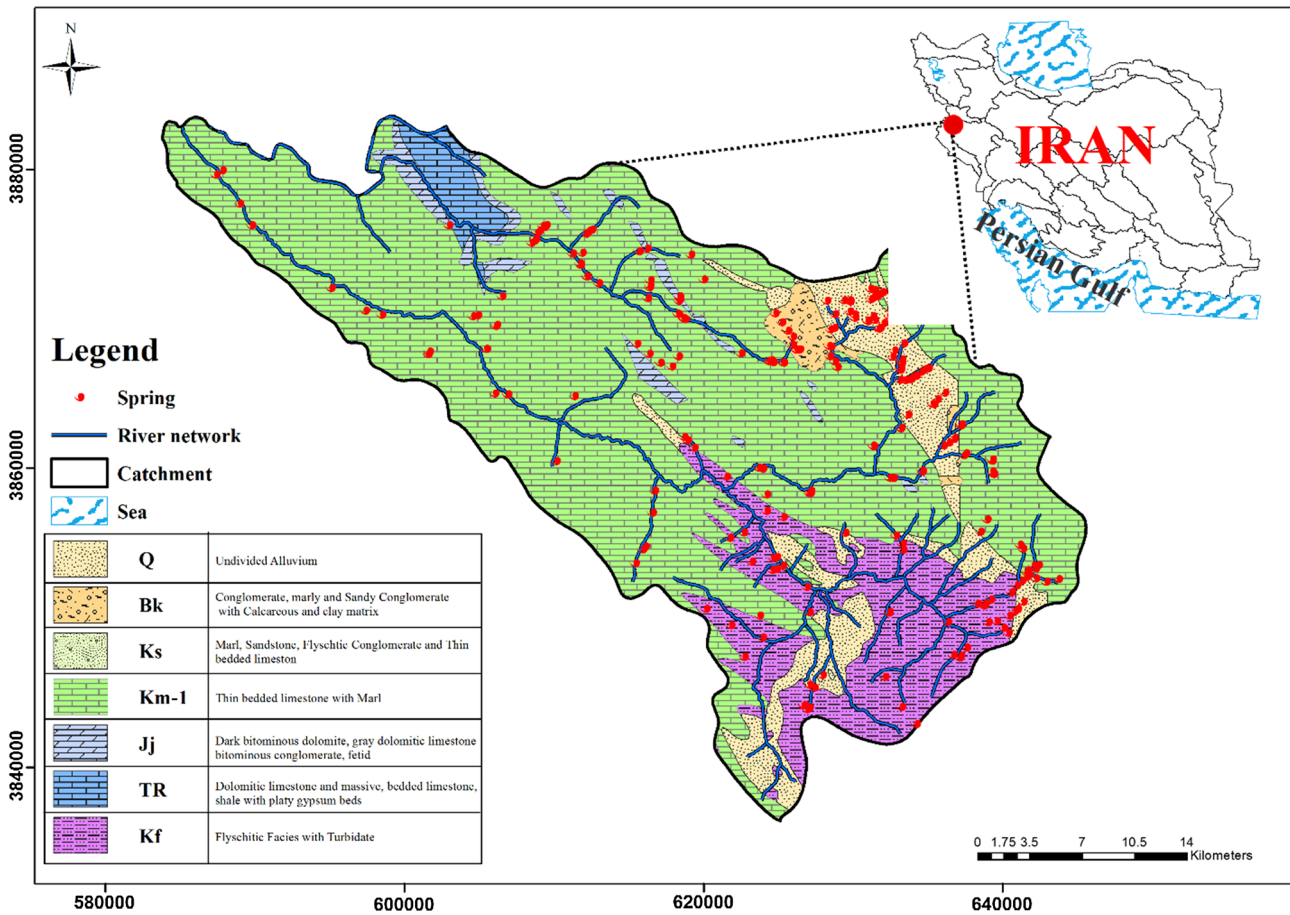 N
IRAN
Persian Gulf
3880000
3860000
3840000
Legend
Spring
River network
Catchment
Sea
Q
Undivided Alluvium
Bk
Conglomerate, marly and Sandy Conglomerate
with Calcareous and clay matrix
Ks
Marl, Sandstone, Flyschtic Conglomerate and Thin
bedded limeston
Km-1
Thin bedded limestone with Marl
Jj
Dark bitominous dolomite, gray dolomitic limestone
bitominous conglomerate, fetid
TR
Dolomitic limestone and massive, bedded limestone,
shale with platy gypsum beds
Kf
Flyschitic Facies with Turbidate
0 1.75 3.5 7 10.5 14
Kilometers
580000 600000 620000 640000